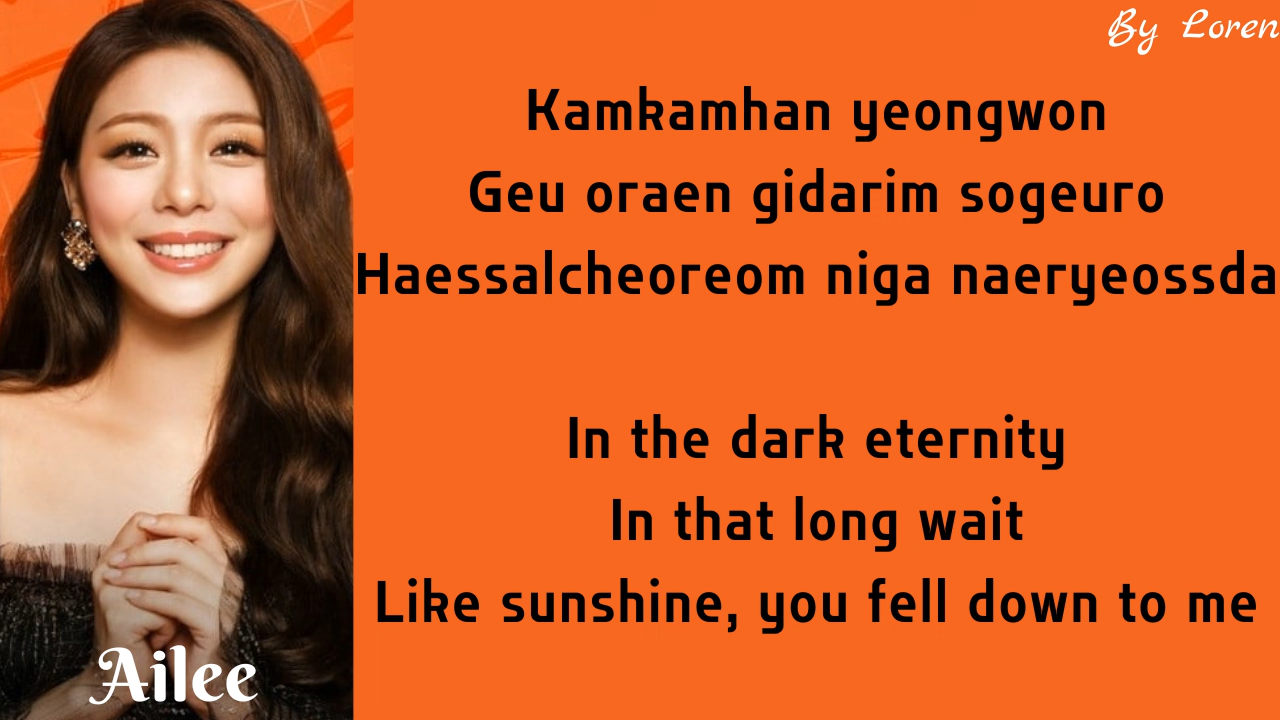 By Loren
Kamkamhan yeongwon
Geu oraen gidarim sogeuro
Haessalcheoreom niga naeryeossda
In the dark eternity
In that long wait
Like sunshine, you fell down to me
Ailee